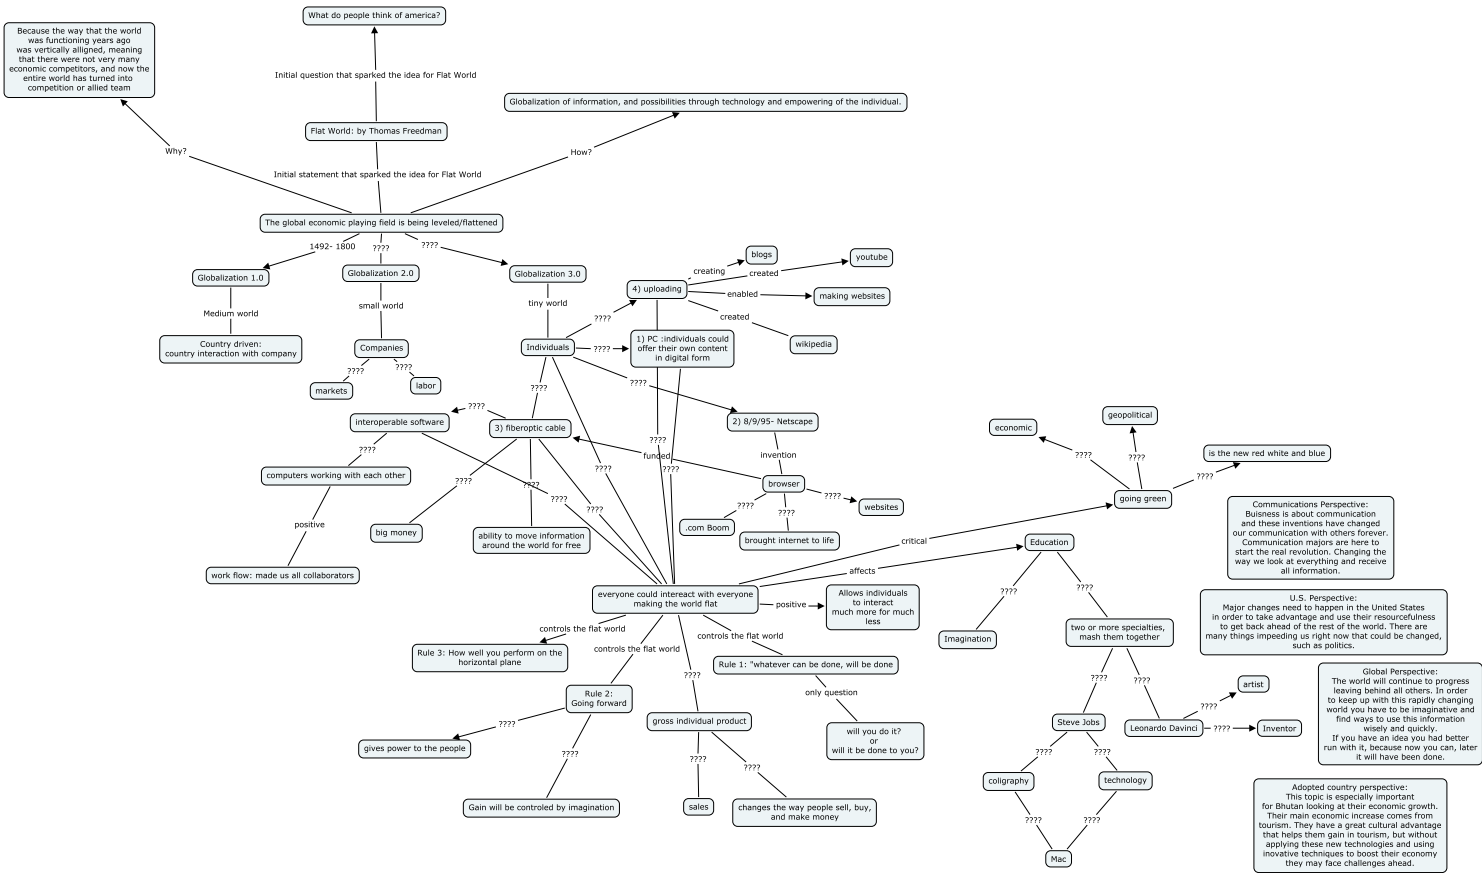 What do people think of america?
Because the way that the world
was functioning years ago
was vertically alligned, meaning
that there were not very many
economic competitors, and now the
entire world has turned into
competition or allied team
Initial question that sparked the idea for Flat World
Globalization of information, and possibilities through technology and empowering of the individual.
Flat World: by Thomas Freedman
Why?
How?
Initial statement that sparked the idea for Flat World
The global economic playing field is being leveled/flattened
1492- 1800
????
????
Globalization 1.0
Globalization 2.0
Globalization 3.0
Medium world
small world
tiny world
Country driven:
country interaction with company
Companies
????
????
markets
labor
Individuals
????
????
????
????
????
4) uploading
creating
blogs
created
youtube
enabled
making websites
created
wikipedia
1) PC :individuals could
offer their own content
in digital form
????
????
2) 8/9/95- Netscape
invention
browser
funded
????
????
????
.com Boom
brought internet to life
websites
3) fiberoptic cable
????
????
????
????
interoperable software
????
????
computers working with each other
positive
work flow: made us all collaborators
big money
ability to move information
around the world for free
everyone could intereact with everyone
making the world flat
critical
affects
positive
Allows individuals
to interact
much more for much
less
going green
????
????
????
economic
geopolitical
is the new red white and blue
Education
????
????
Imagination
two or more specialties,
mash them together
????
????
Steve Jobs
Leonardo Davinci
????
????
artist
Inventor
????
????
coligraphy
technology
????
????
Mac
controls the flat world
controls the flat world
controls the flat world
Rule 3: How well you perform on the
horizontal plane
Rule 2:
Going forward
????
????
gives power to the people
Gain will be controled by imagination
????
gross individual product
????
????
sales
changes the way people sell, buy,
and make money
Rule 1: "whatever can be done, will be done
only question
will you do it?
or
will it be done to you?
Communications Perspective:
Buisness is about communication
and these inventions have changed
our communication with others forever.
Communication majors are here to
start the real revolution. Changing the
way we look at everything and receive
all information.
U.S. Perspective:
Major changes need to happen in the United States
in order to take advantage and use their resourcefulness
to get back ahead of the rest of the world. There are
many things impeeding us right now that could be changed,
such as politics.
Global Perspective:
The world will continue to progress
leaving behind all others. In order
to keep up with this rapidly changing
world you have to be imaginative and
find ways to use this information
wisely and quickly.
If you have an idea you had better
run with it, because now you can, later
it will have been done.
Adopted country perspective:
This topic is especially important
for Bhutan looking at their economic growth.
Their main economic increase comes from
tourism. They have a great cultural advantage
that helps them gain in tourism, but without
applying these new technologies and using
inovative techniques to boost their economy
they may face challenges ahead.